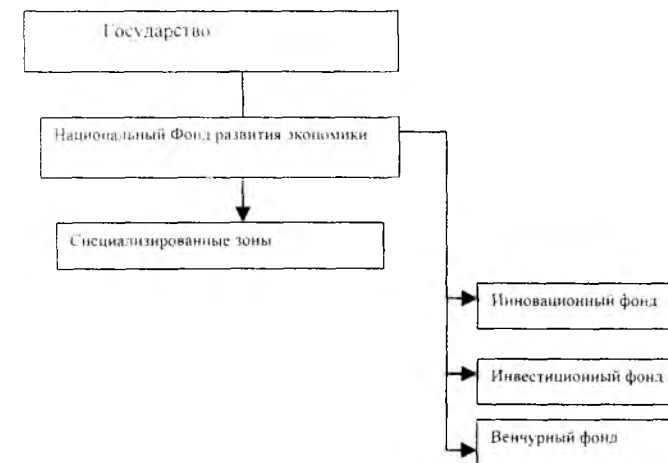 Государство
Национальный Фонд развития экономики
Специализированные зоны
Инновационный фонд
Инвестиционный фонд
Венчурный фонд